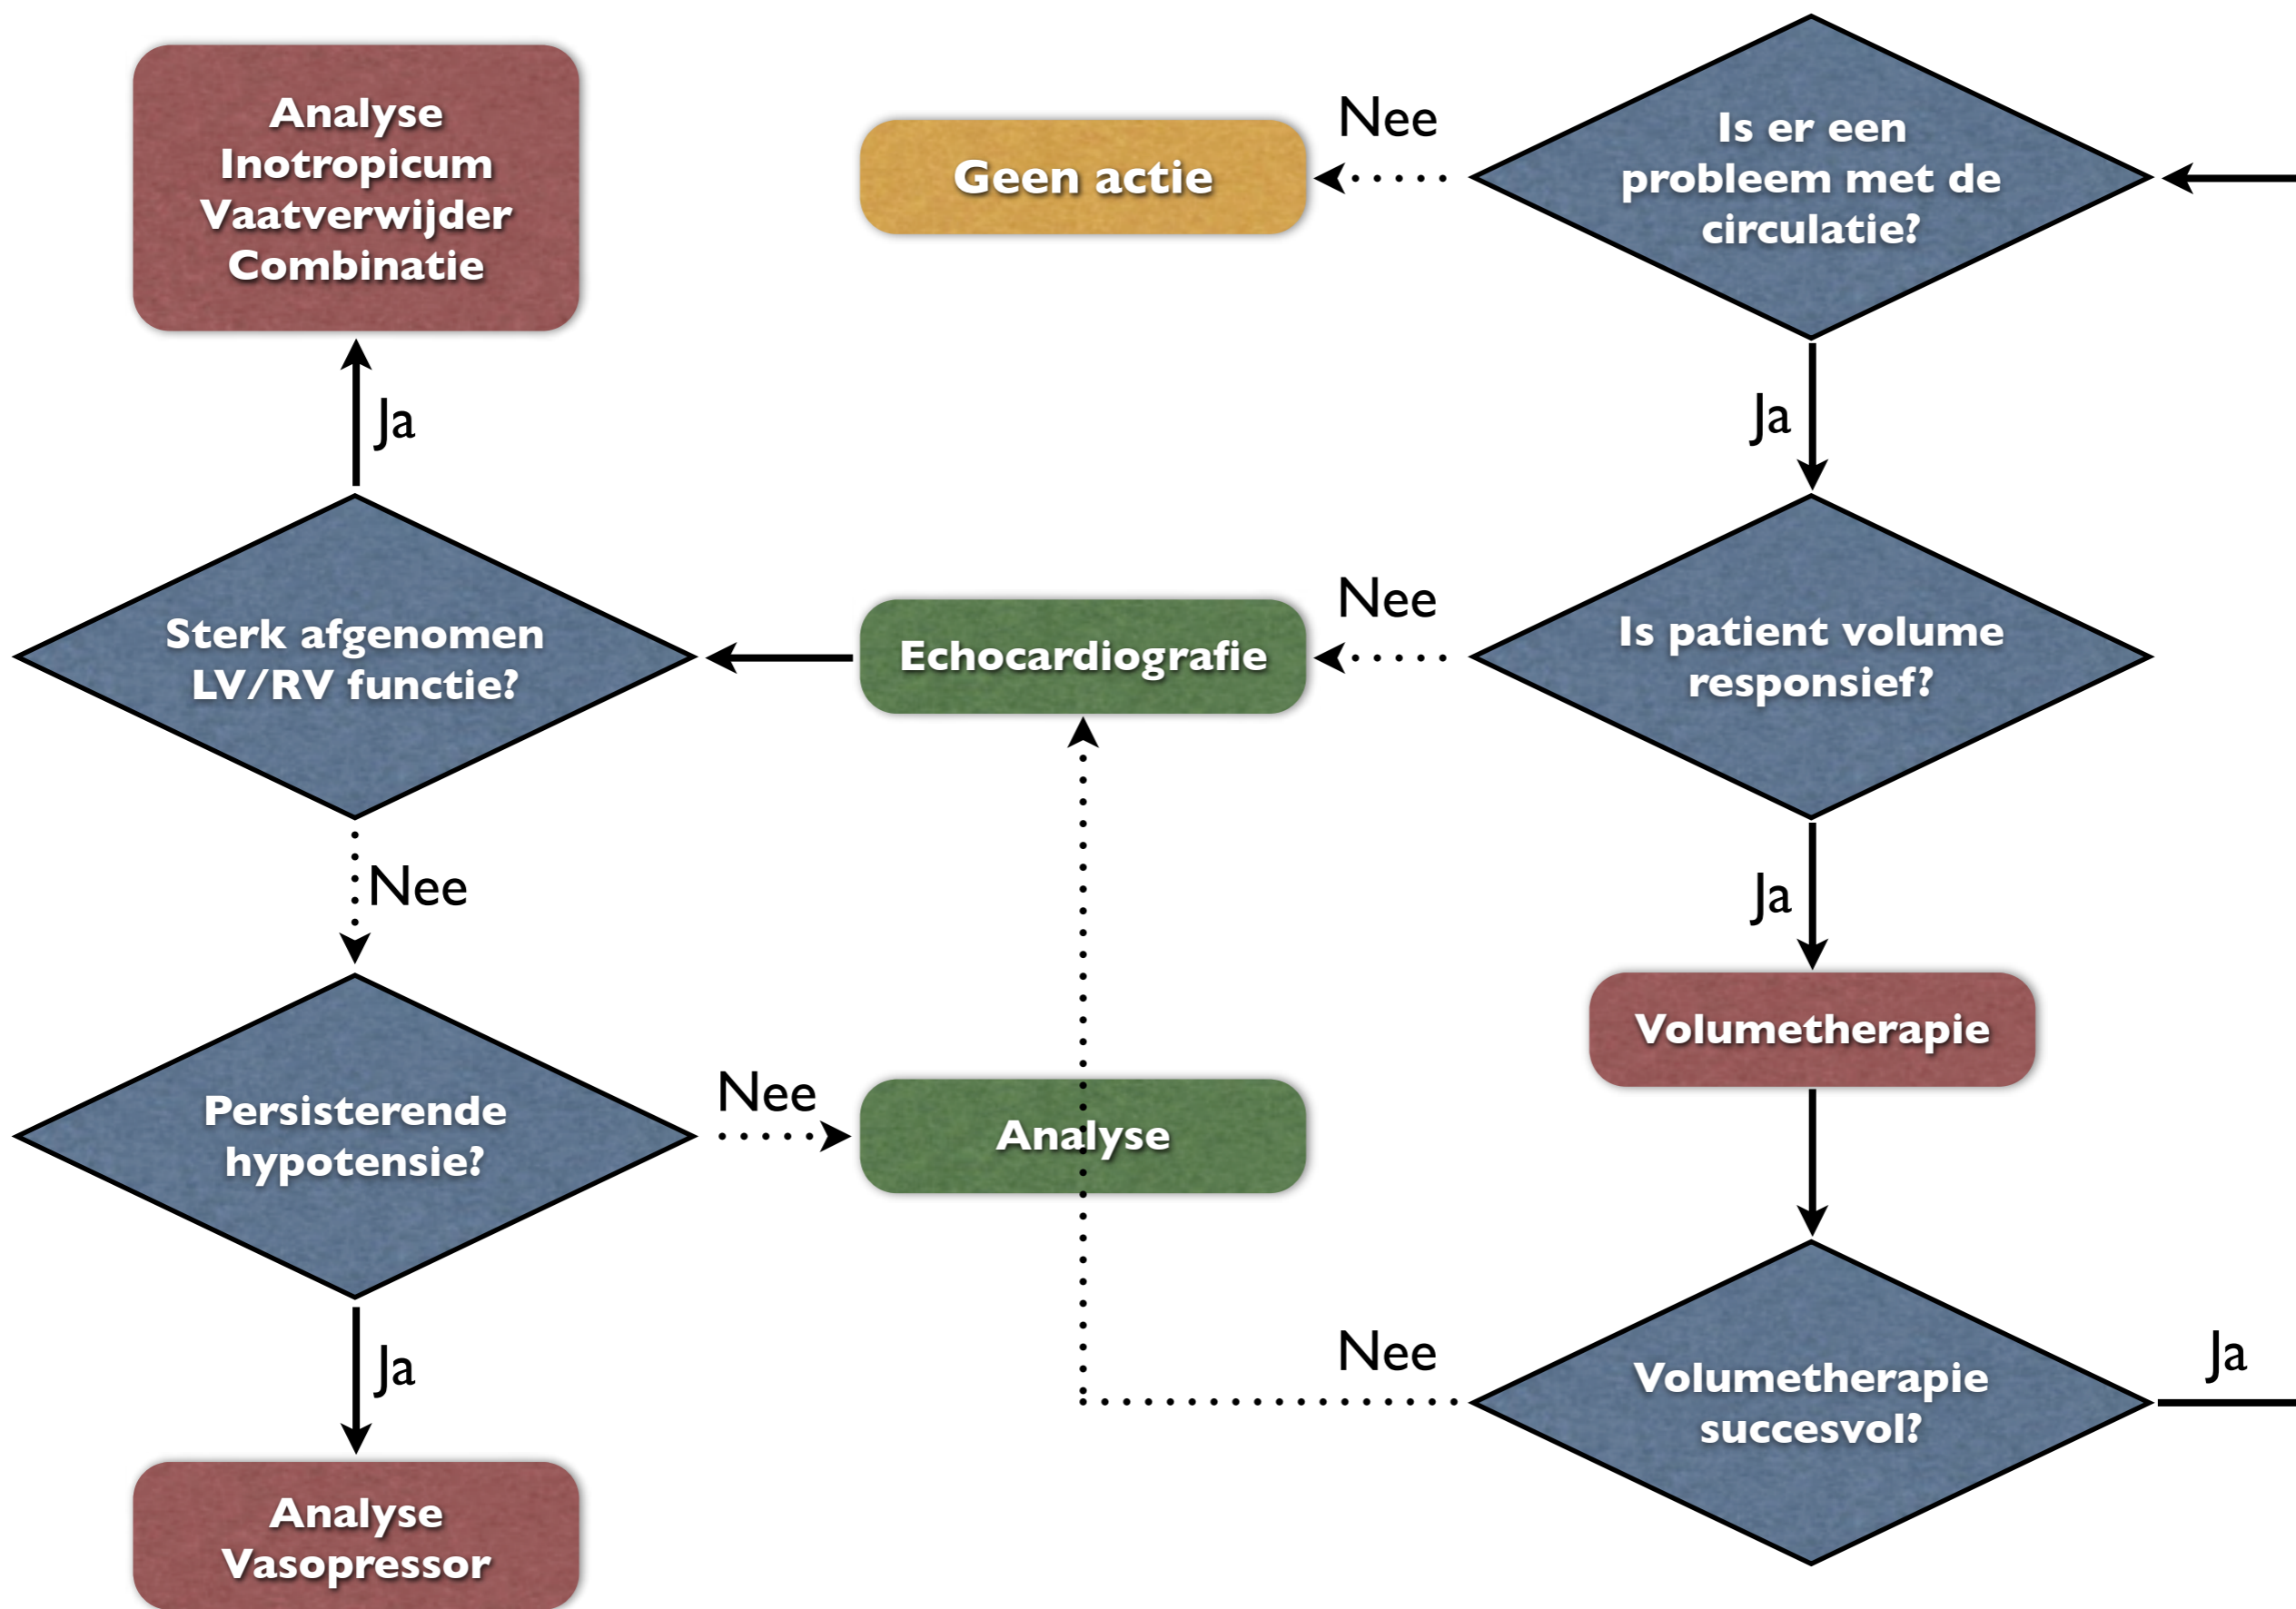 Analyse
Inotropicum
Vaatverwijder
Combinatie
Geen actie
Nee
Is er een
probleem met de
circulatie?
Ja
Ja
Sterk afgenomen
LV/RV functie?
Echocardiografie
Nee
Is patient volume
responsief?
Nee
Ja
Volumetherapie
Persisterende
hypotensie?
Nee
Analyse
Ja
Nee
Volumetherapie
succesvol?
Ja
Analyse
Vasopressor